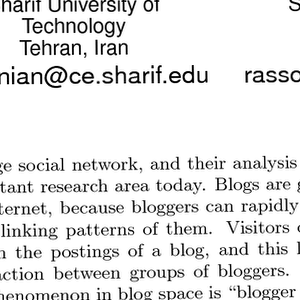 harif University of
Technology
Tehran, Iran
nian@ce.sharif.edu rasso
ge social network, and their analysis
tant research area today. Blogs are
ternet, because bloggers can rapidly
linking patterns of them. Visitors
n the postings of a blog, and this
action between groups of bloggers.
henomenon in blog space is “blogger